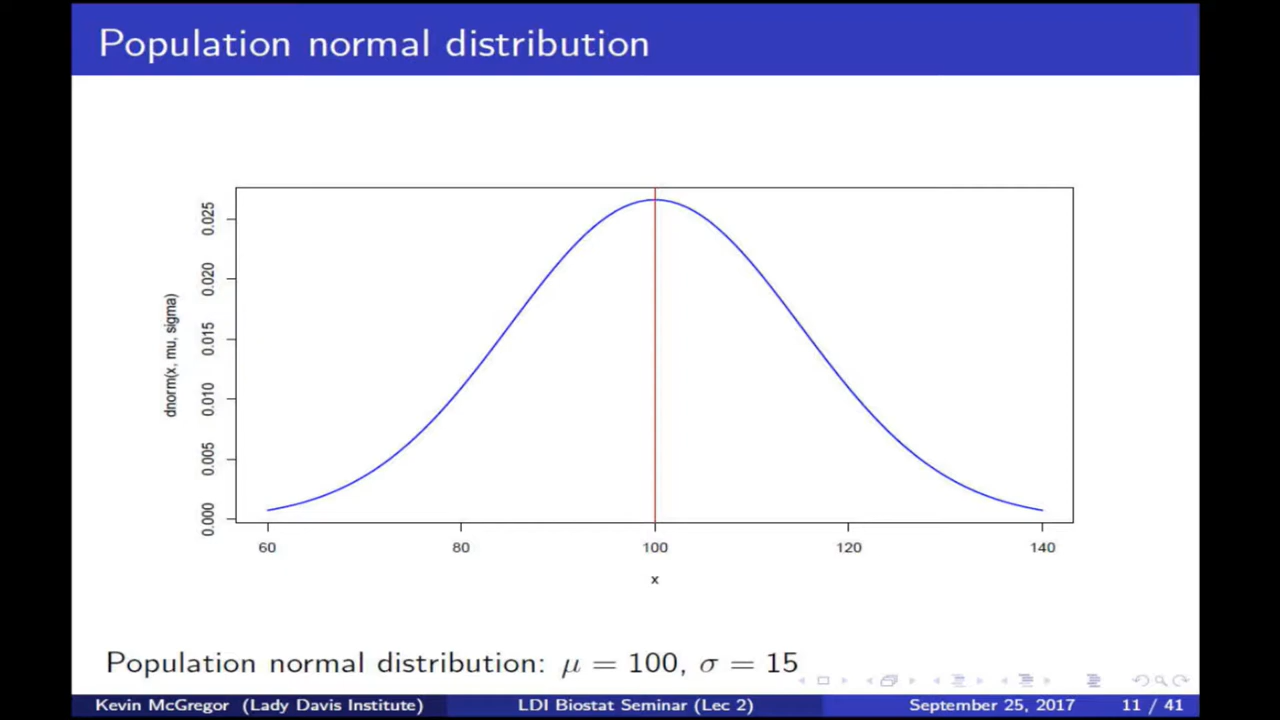 Population normal distribution
dnorm(x, mu, sigma)
0.025
0.020
0.015
0.010
0.005
0.000
60 80 100 120 140
x
Population normal distribution: μ = 100, σ = 15
Kevin McGregor (Lady Davis Institute) LDI Biostat Seminar (Lec 2) September 25, 2017 11 / 41